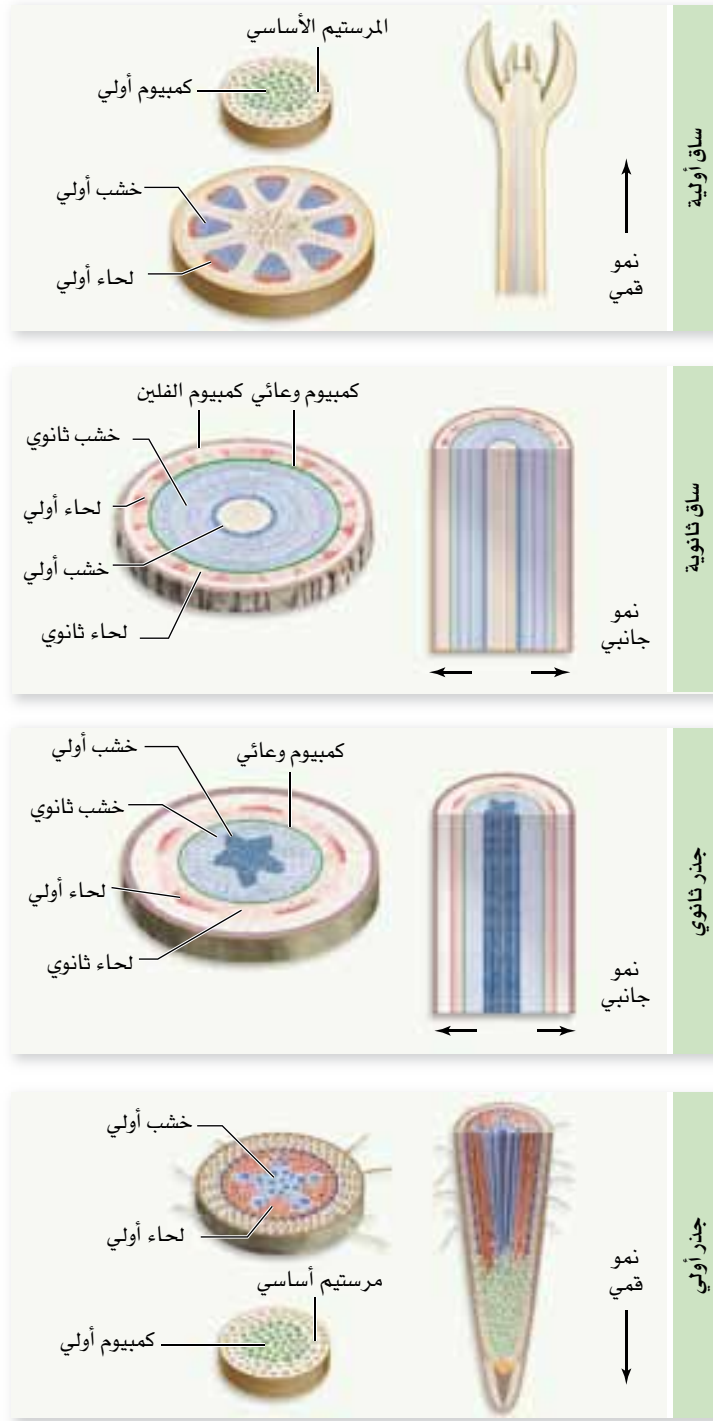 ساق أولية
المرستيم الأساسي
كمبيوم أولي
خشب أولي
لحاء أولي
نمو
قمي
ساق ثانوية
كمبيوم وعائي
كمبيوم الفلين
خشب ثانوي
لحاء أولي
خشب أولي
لحاء ثانوي
نمو
جانبي
جذر ثانوي
خشب أولي
كمبيوم وعائي
خشب ثانوي
لحاء أولي
لحاء ثانوي
نمو
جانبي
جذر أولي
خشب أولي
لحاء أولي
مرستيم أساسي
كمبيوم أولي
نمو
قمي